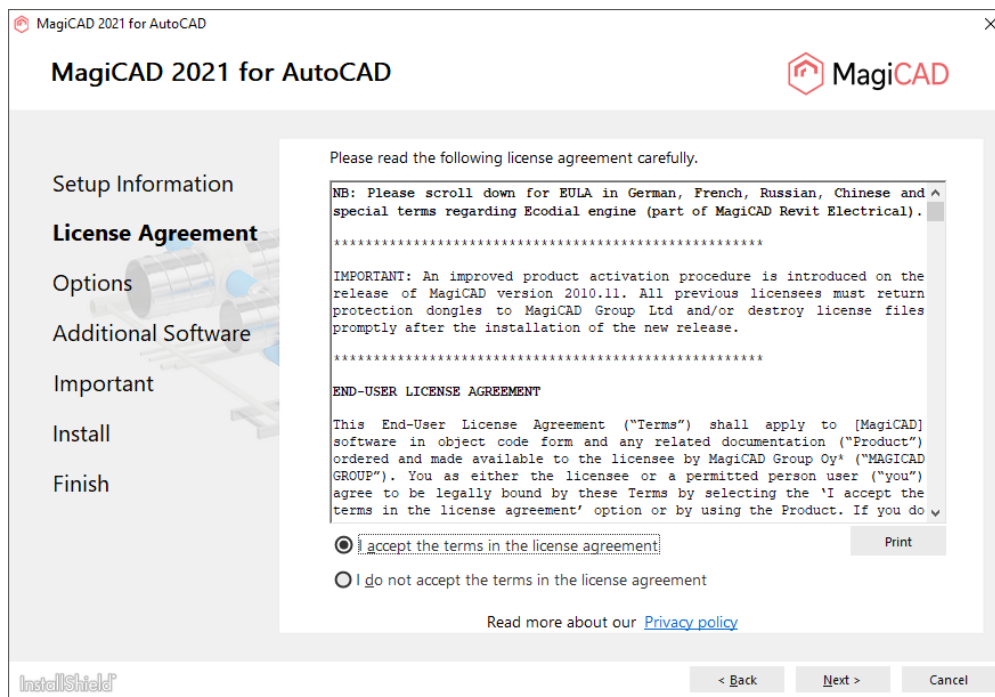 MagiCAD 2021 for AutoCAD
MagiCAD 2021 for AutoCAD
MagiCAD
Setup Information
License Agreement
Options
Additional Software
Important
Install
Finish
Please read the following license agreement carefully.
NB: Please scroll down for EULA in German, French, Russian, Chinese and
special terms regarding Ecodial engine (part of MagiCAD Revit Electrical).
******************************************************
IMPORTANT: An improved product activation procedure is introduced on the
release of MagiCAD version 2010.11. All previous licensees must return
protection dongles to MagiCAD Group Ltd and/or destroy license files
promptly after the installation of the new release.
******************************************************
END-USER LICENSE AGREEMENT
This End-User License Agreement (“Terms”) shall apply to [MagiCAD]
software in object code form and any related documentation (“Product”)
ordered and made available to the licensee by MagiCAD Group Oy* (“MAGICAD
GROUP”). You as either the licensee or a permitted person user (“you”)
agree to be legally bound by these Terms by selecting the ‘I accept the
terms in the license agreement’ option or by using the Product. If you do
I accept the terms in the license agreement
Print
I do not accept the terms in the license agreement
Read more about our Privacy policy
InstallShield
< Back
Next >
Cancel